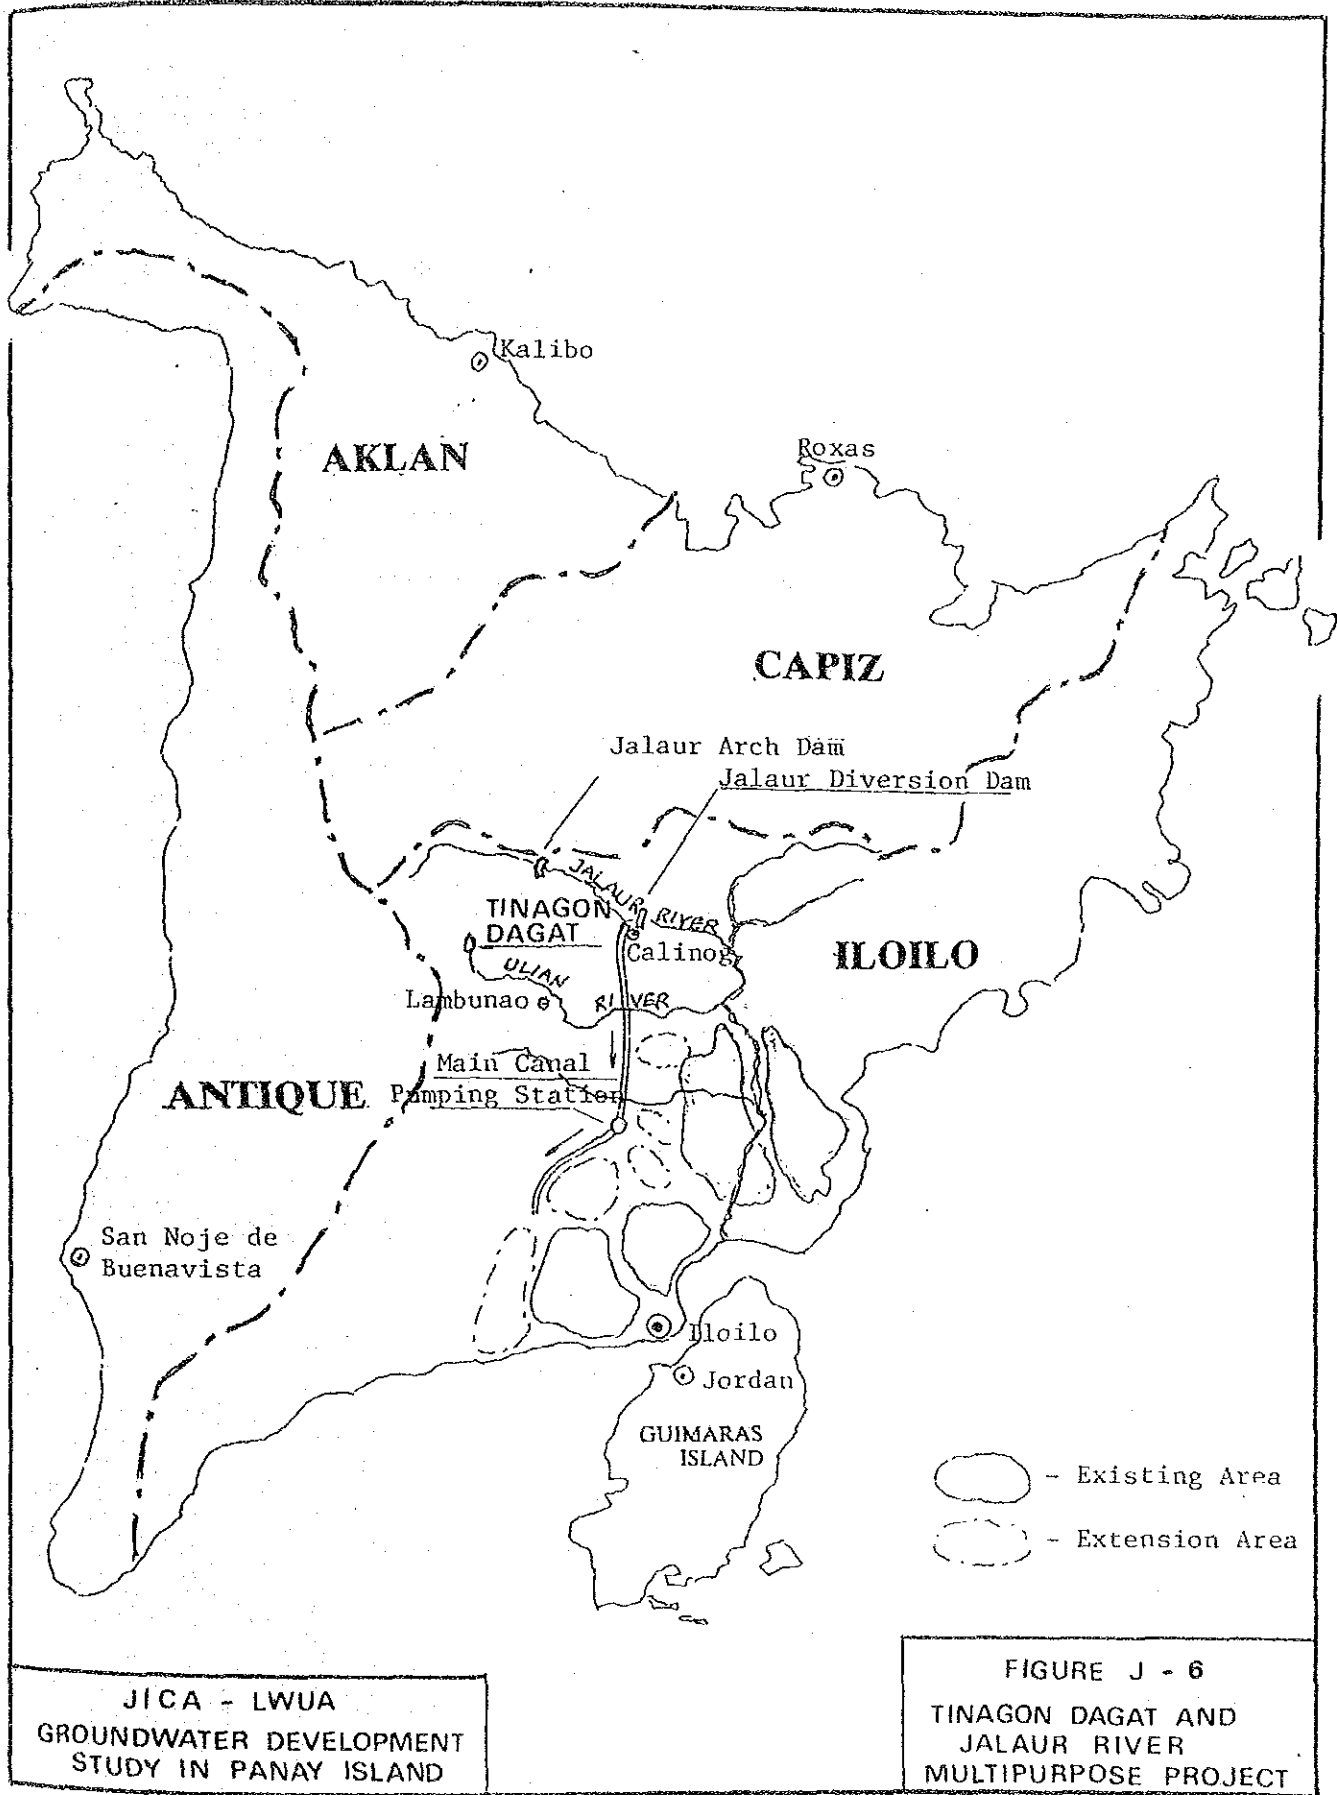 Kalibo
AKLAN
Roxas
CAPIZ
Jalaur Arch Dam
Jalaur Diversion Dam
JALAUR RIVER
TINAGON
DAGAT
Calinog
ILOILO
ULIAN RIVER
Lambunao
Main Canal
ANTIQUE
Pumping Station
San Noje de
Buenavista
Iloilo
Jordan
GUIMARAS
ISLAND
- Existing Area
- Extension Area
JICA - LWUA
GROUNDWATER DEVELOPMENT
STUDY IN PANAY ISLAND
FIGURE J - 6
TINAGON DAGAT AND
JALAUR RIVER
MULTIPURPOSE PROJECT